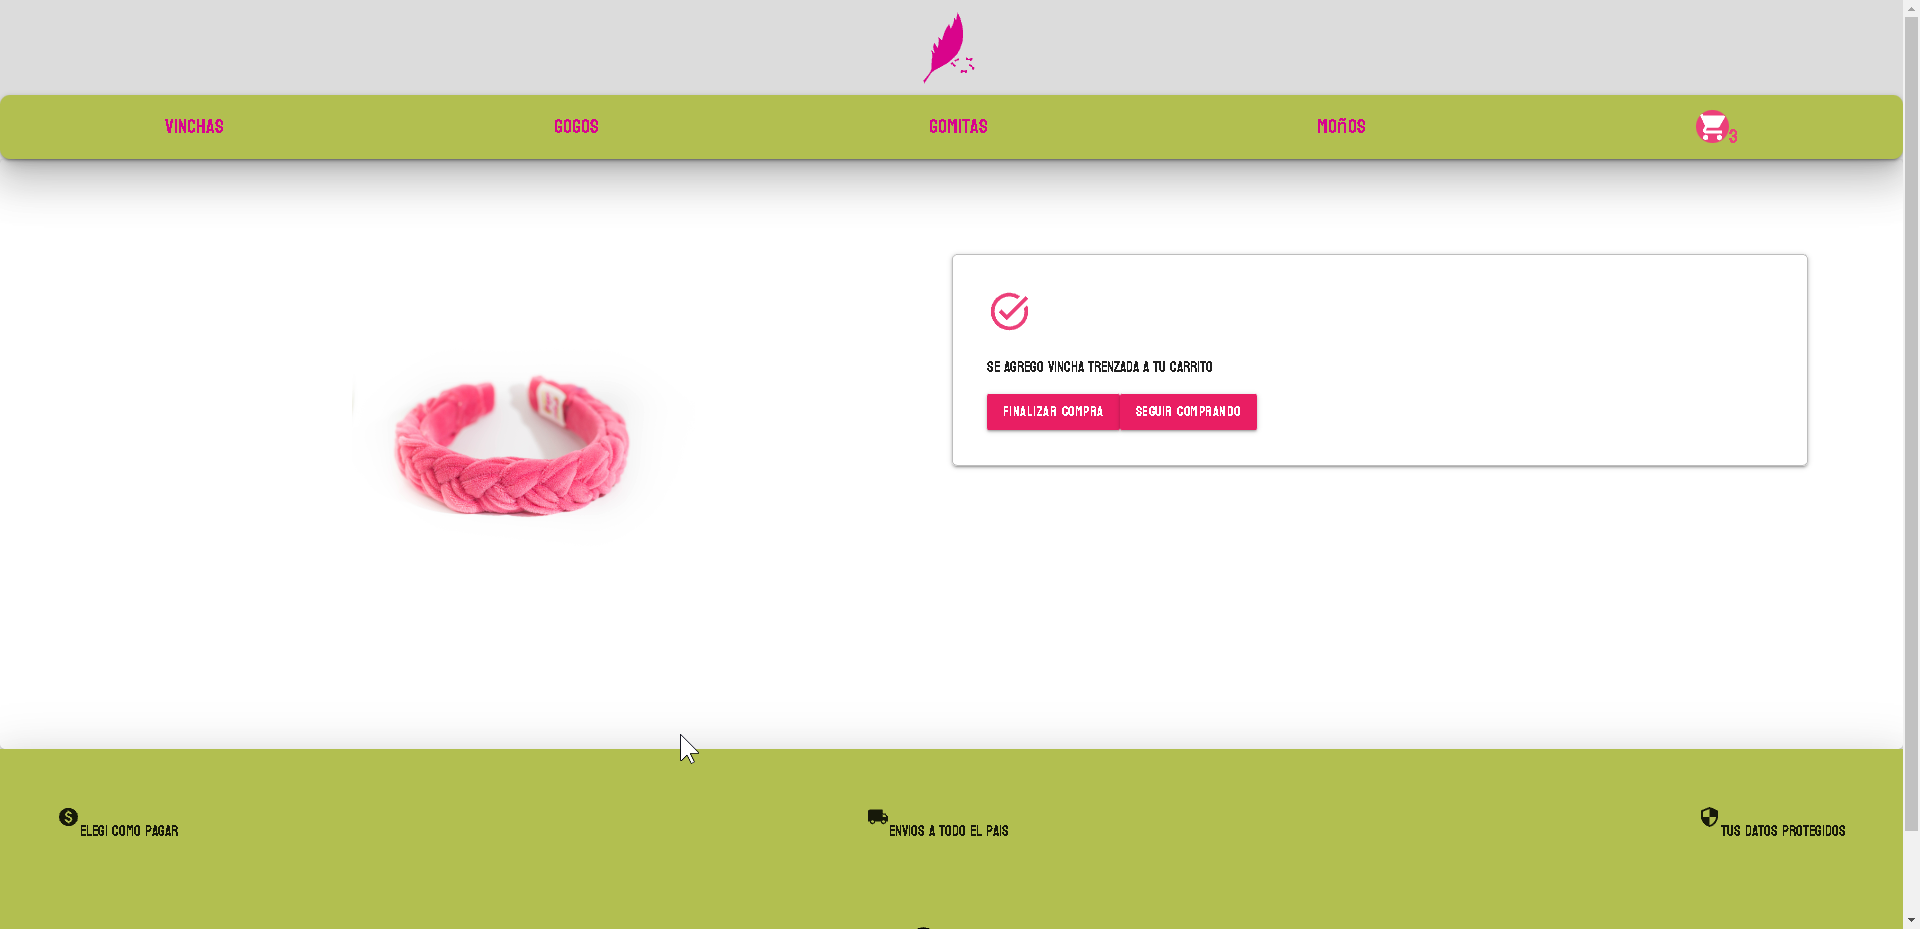 VINCHAS
GOGOS
GOMITAS
MOñOS
3
SE AGREGO VINCHA TRENZADA A TU CARRITO
FINALIZAR COMPRA
SEGUIR COMPRANDO
ELEGI COMO PAGAR
ENVIOS A TODO EL PAIS
TUS DATOS PROTEGIDOS